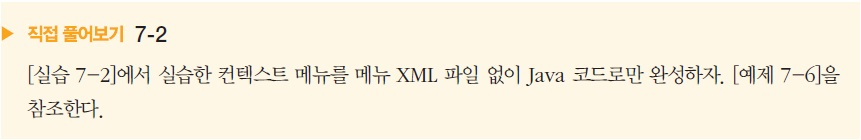 ▶ 직접 풀어보기 7-2
[실습 7-2]에서 실습한 컨텍스트 메뉴를 메뉴 XML 파일 없이 Java 코드로만 완성하자. [예제 7-6]을
참조한다.